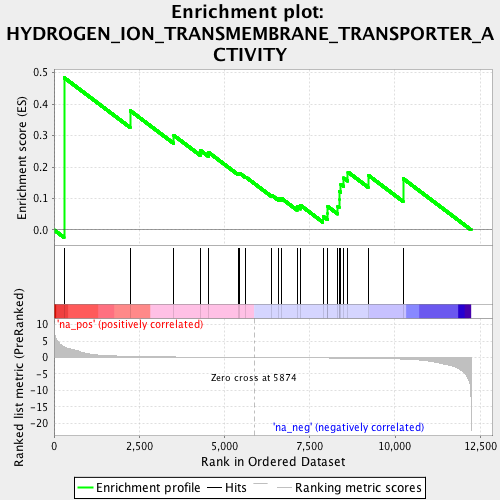 Enrichment plot:
HYDROGEN_ION_TRANSMEMBRANE_TRANSPORTER_A
CTIVITY
Enrichment score (ES)
0.5
0.4
0.3
0.2
0.1
0.0
'na_pos' (positively correlated)
Ranked list metric (PreRanked)
10
5
0
-5
-10
-15
-20
Zero cross at 5874
'na_neg' (negatively correlated)
0
2,500
5,000
7,500
10,000
12,500
Rank in Ordered Dataset
Enrichment profile
Hits
Ranking metric scores